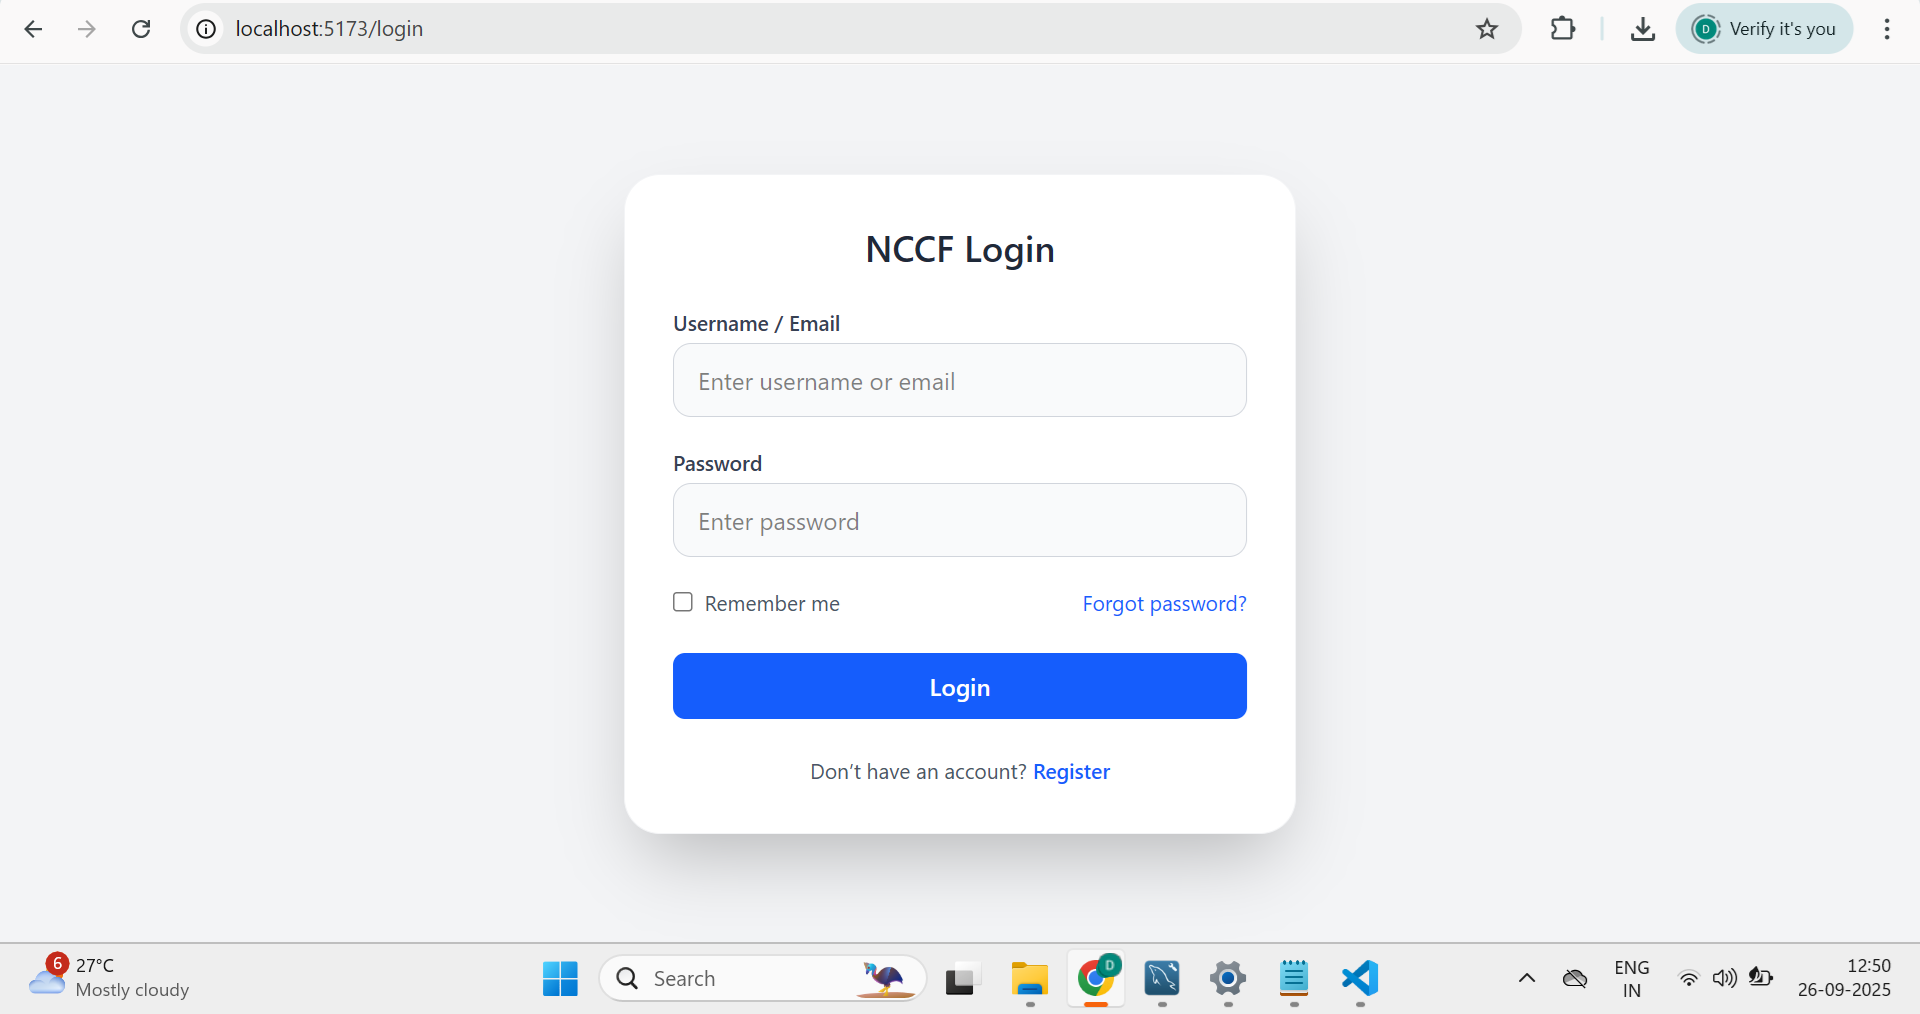 localhost:5173/login
D
Verify it's you
NCCF Login
Username / Email
Enter username or email
Password
Enter password
Remember me
Forgot password?
Login
Don’t have an account? Register
6
27°C
Mostly cloudy
Search
D
ENG
IN
12:50
26-09-2025